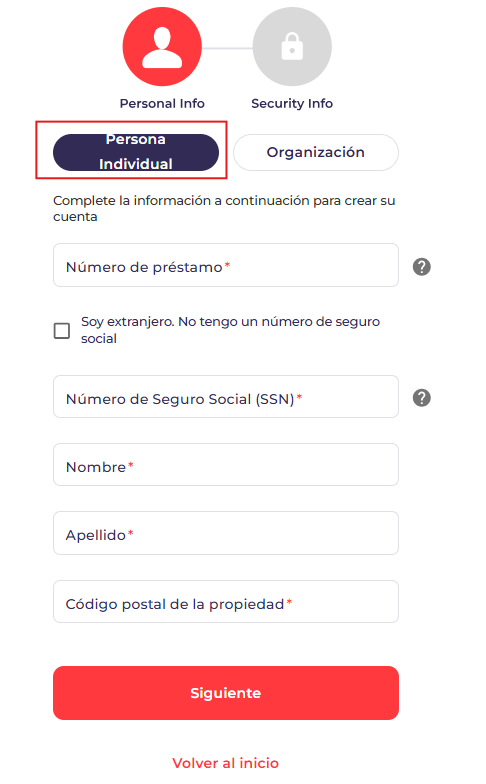 Personal Info
Security Info
Persona
Individual
Organización
Complete la información a continuación para crear su
cuenta
Número de préstamo*
?
Soy extranjero. No tengo un número de seguro
social
Número de Seguro Social (SSN)*
?
Nombre*
Apellido*
Código postal de la propiedad*
Siguiente
Volver al inicio